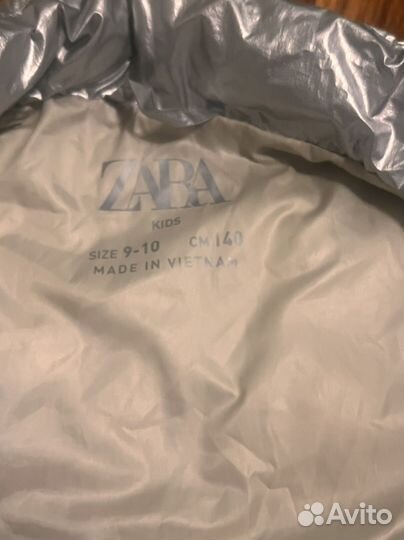 ZARA
KIDS
SIZE 9-10 CM 140
MADE IN VIETNAM
Avito